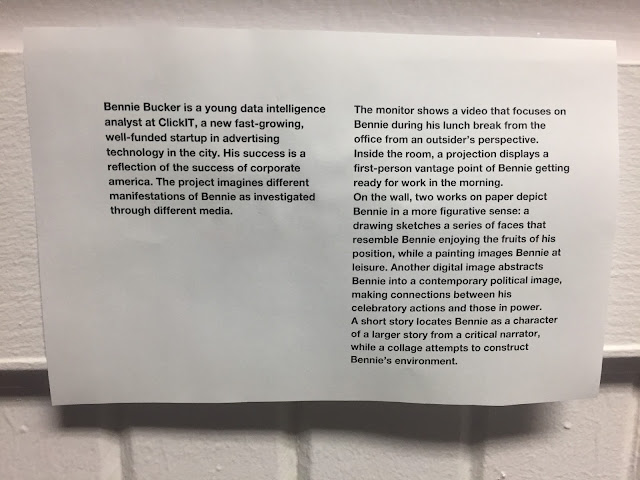 Bennie Bucker is a young data intelligence
analyst at ClickIT, a new fast-growing,
well-funded startup in advertising
technology in the city. His success is a
reflection of the success of corporate
america. The project imagines different
manifestations of Bennie as investigated
through different media.
The monitor shows a video that focuses on
Bennie during his lunch break from the
office from an outsider's perspective.
Inside the room, a projection displays a
first-person vantage point of Bennie getting
ready for work in the morning.
On the wall, two works on paper depict
Bennie in a more figurative sense: a
drawing sketches a series of faces that
resemble Bennie enjoying the fruits of his
position, while a painting images Bennie at
leisure. Another digital image abstracts
Bennie into a contemporary political image,
making connections between his
celebratory actions and those in power.
A short story locates Bennie as a character
of a larger story from a critical narrator,
while a collage attempts to construct
Bennie's environment.